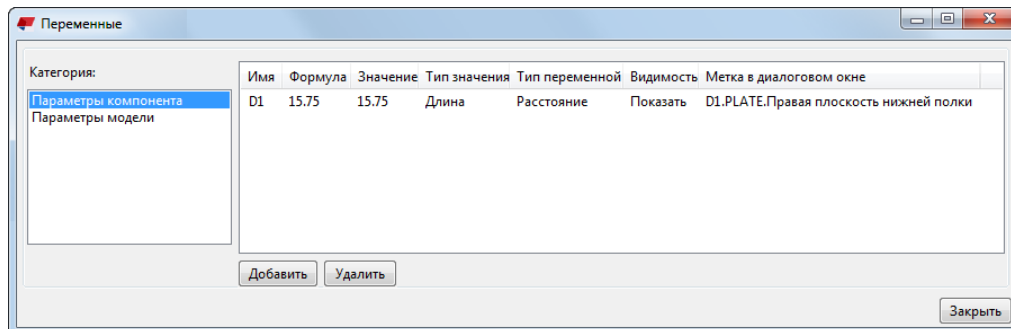 Переменные
Категория:
Параметры компонента
Параметры модели
Имя Формула Значение Тип значения Тип переменной Видимость Метка в диалоговом окне
D1 15.75 15.75 Длина Расстояние Показать D1.PLATE.Правая плоскость нижней полки
Добавить Удалить
Закрыть